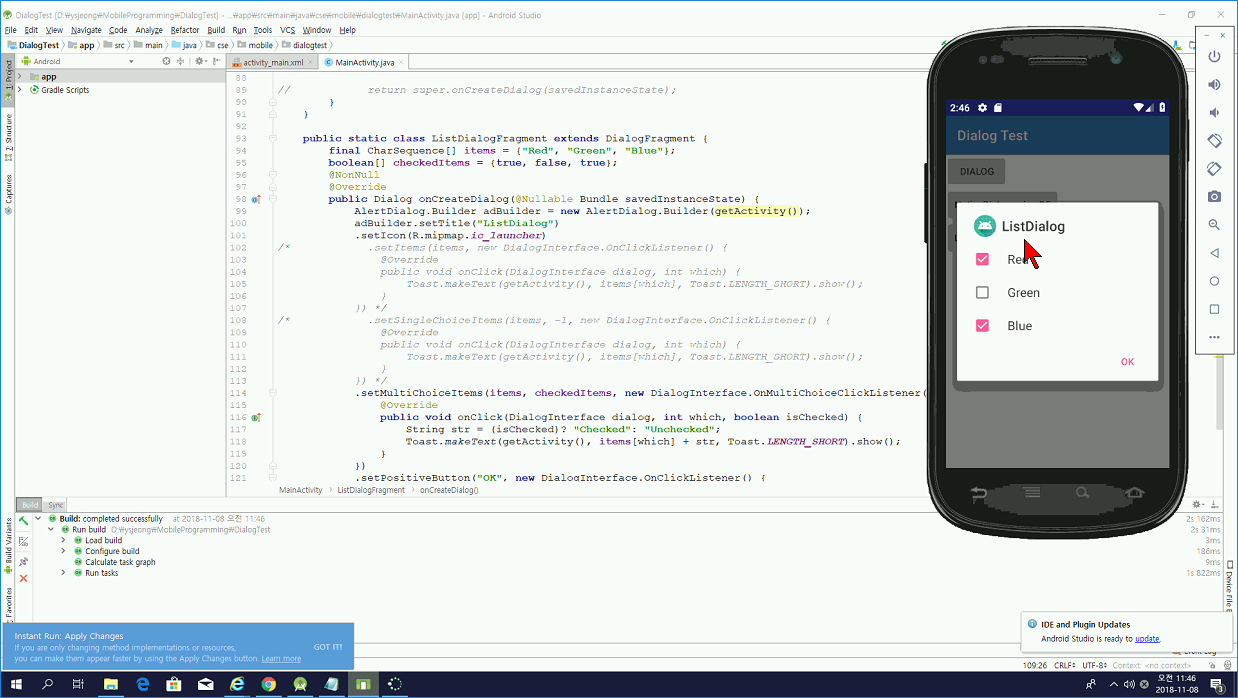 DialogTest [D:₩ysjeong₩MobileProgramming₩DialogTest] - ...₩app₩src₩main₩java₩cse₩mobile₩dialogtest₩MainActivity.java [app] - Android Studio
File Edit View Navigate Code Analyze Refactor Build Run Tools VCS Window Help
DialogTest app src main java cse mobile dialogtest
Android
activity_main.xml
MainActivity.java
1: Project
Z: Structure
Captures
app
Gradle Scripts
88
89 // return super.onCreateDialog(savedInstanceState);
90 }
91 }
92
93 public static class ListDialogFragment extends DialogFragment {
94 final CharSequence[] items = {"Red", "Green", "Blue"};
95 boolean[] checkedItems = {true, false, true};
96 @NonNull
97 @Override
98 public Dialog onCreateDialog(@Nullable Bundle savedInstanceState) {
99 AlertDialog.Builder adBuilder = new AlertDialog.Builder(getActivity());
100 adBuilder.setTitle("ListDialog")
101 .setIcon(R.mipmap.ic_launcher)
102 /* .setItems(items, new DialogInterface.OnClickListener() {
103 @Override
104 public void onClick(DialogInterface dialog, int which) {
105 Toast.makeText(getActivity(), items[which], Toast.LENGTH_SHORT).show();
106 }
107 }) */
108 /* .setSingleChoiceItems(items, -1, new DialogInterface.OnClickListener() {
109 @Override
110 public void onClick(DialogInterface dialog, int which) {
111 Toast.makeText(getActivity(), items[which], Toast.LENGTH_SHORT).show();
112 }
113 }) */
114 .setMultiChoiceItems(items, checkedItems, new DialogInterface.OnMultiChoiceClickListener(
115 @Override
116 public void onClick(DialogInterface dialog, int which, boolean isChecked) {
117 String str = (isChecked)? "Checked": "Unchecked";
118 Toast.makeText(getActivity(), items[which] + str, Toast.LENGTH_SHORT).show();
119 }
120 })
121 .setPositiveButton("OK", new DialogInterface.OnClickListener() {
MainActivity › ListDialogFragment › onCreateDialog()
2:46
Dialog Test
DIALOG
ListDialog
Red
Green
Blue
OK
Build Sync
Build: completed successfully at 2018-11-08 오전 11:46 2s 162ms
Run build D:₩ysjeong₩MobileProgramming₩DialogTest 2s 31ms
Load build 3ms
Configure build 186ms
Calculate task graph 9ms
Run tasks 1s 822ms
Build Variants
Favorites
Device File E
Instant Run: Apply Changes
If you are only changing method implementations or resources,
you can make them appear faster by using the Apply Changes button. Learn more
GOT IT!
IDE and Plugin Updates
Android Studio is ready to update.
Event Log
109:26 CRLF÷ UTF-8÷ Context: <no context>
오전 11:46
2018-11-08
3